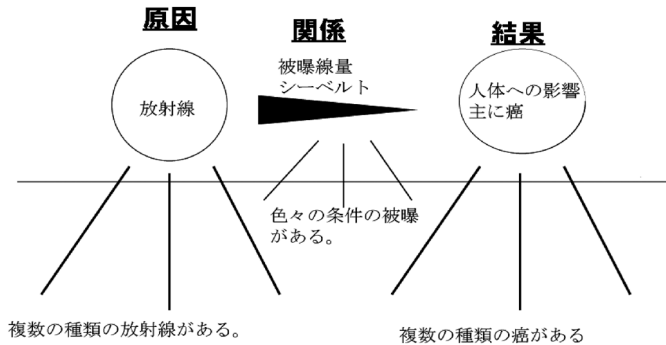 原因
関係
結果
被曝線量
シーベルト
放射線
人体への影響
主に癌
色々の条件の被曝
がある。
複数の種類の放射線がある。
複数の種類の癌がある